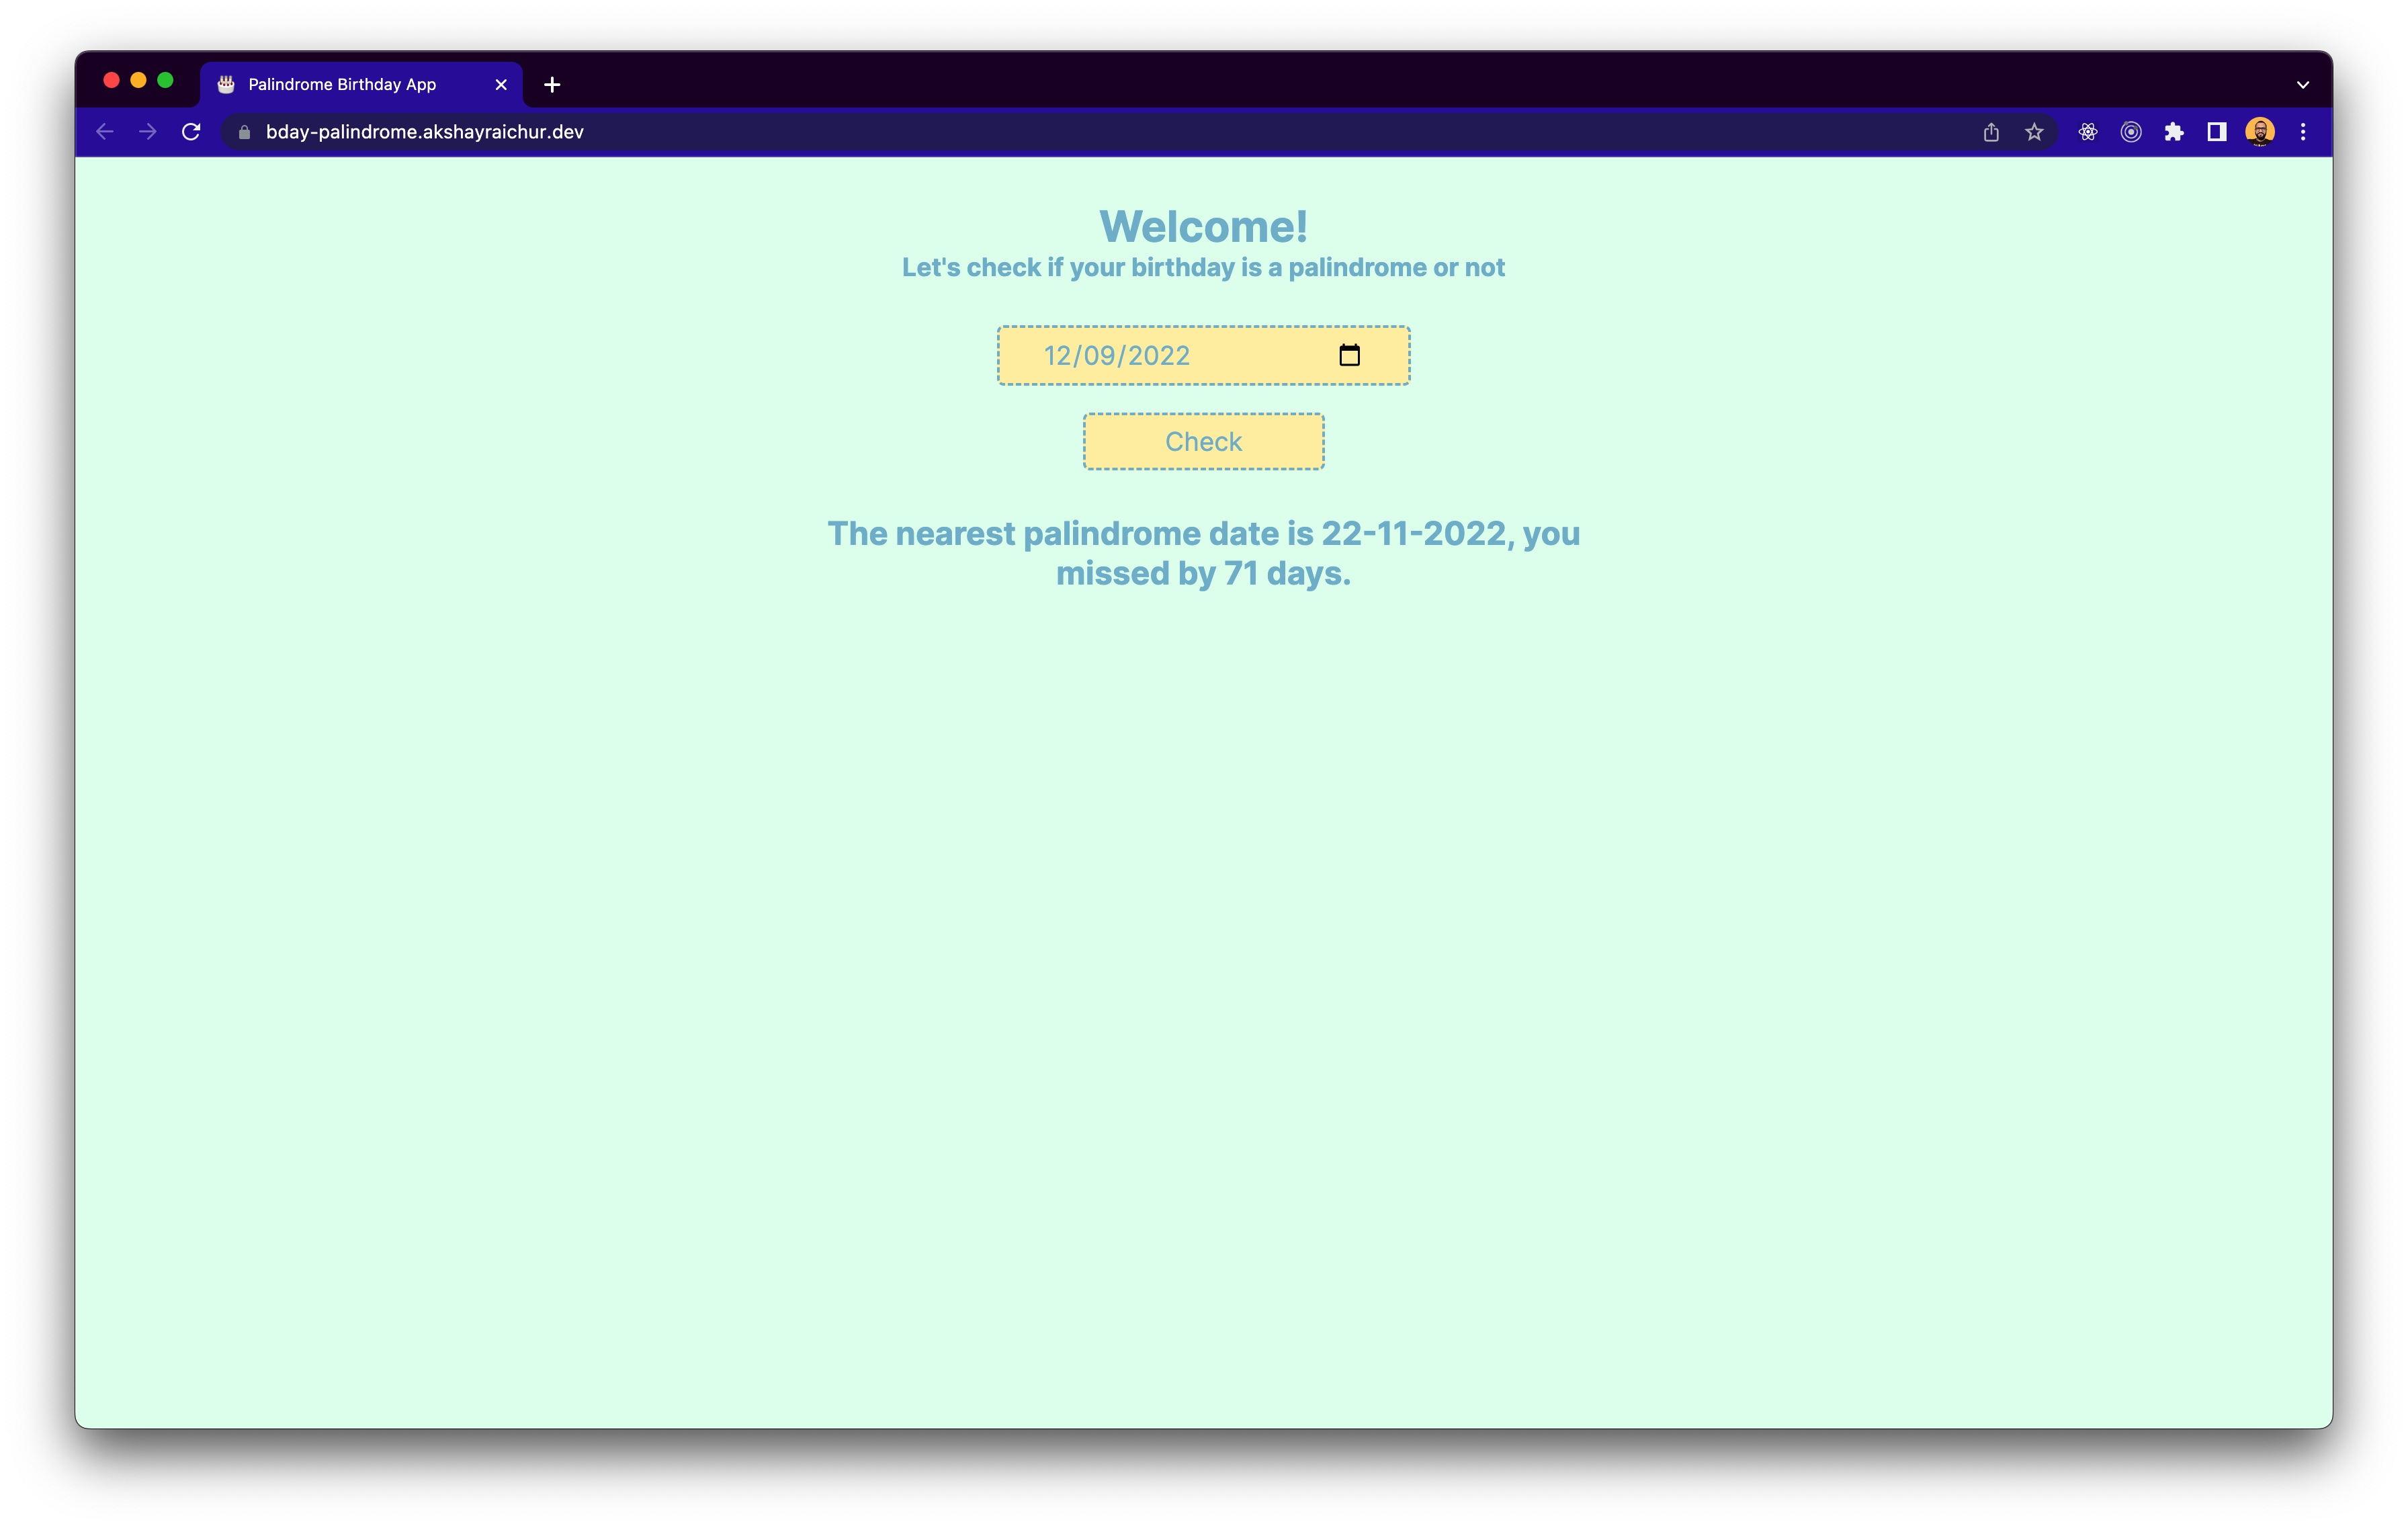 Palindrome Birthday App
bday-palindrome.akshayraichur.dev
Welcome!
Let's check if your birthday is a palindrome or not
12/09/2022
Check
The nearest palindrome date is 22-11-2022, you
missed by 71 days.